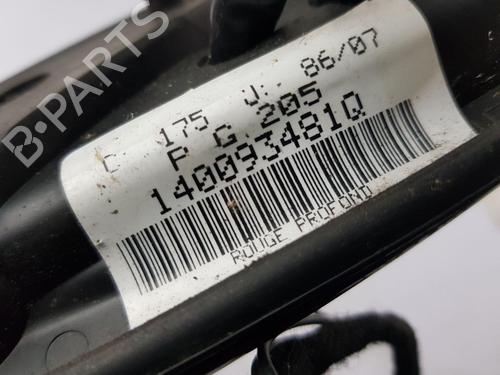 C. 175 J. 86/07
P G 205
1400934810
ROUGE PROFOND
B-PARTS